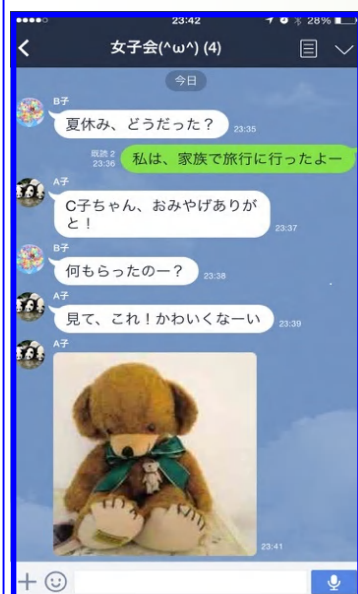 23:42
28%
女子会(^ω^) (4)
今日
B子
夏休み、どうだった？
23:35
既読 2
23:36
私は、家族で旅行に行ったよー
A子
C子ちゃん、おみやげありが
と！
23:37
B子
何もらったのー？
23:38
A子
見て、これ！かわいくなーい
23:39
A子
23:41